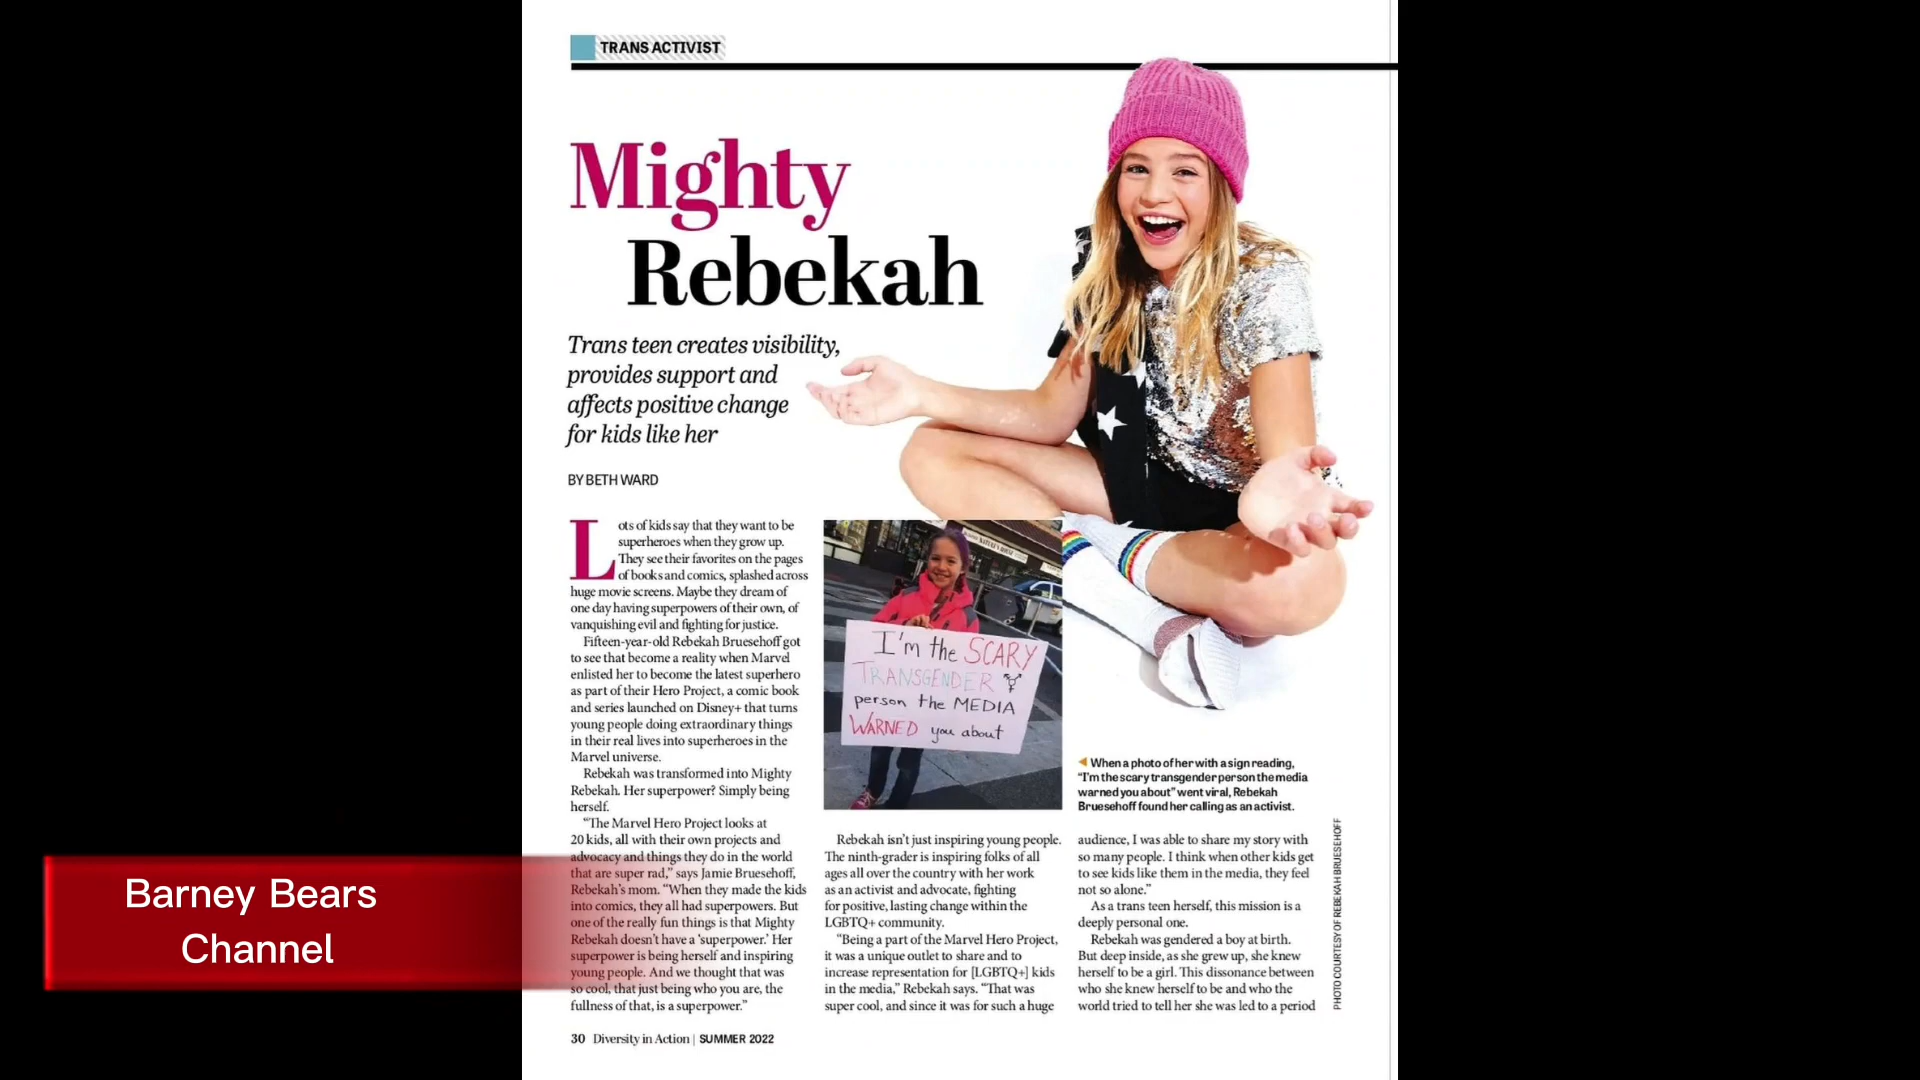 TRANS ACTIVIST
Mighty
Rebekah
Trans teen creates visibility,
provides support and
affects positive change
for kids like her
BY BETH WARD
Lots of kids say that they want to be
superheroes when they grow up.
They see their favorites on the pages
of books and comics, splashed across
huge movie screens. Maybe they dream of
one day having superpowers of their own, of
vanquishing evil and fighting for justice.
Fifteen-year-old Rebekah Bruesehoff got
to see that become a reality when Marvel
enlisted her to become the latest superhero
as part of their Hero Project, a comic book
and series launched on Disney+ that turns
young people doing extraordinary things
in their real lives into superheroes in the
Marvel universe.
Rebekah was transformed into Mighty
Rebekah. Her superpower? Simply being
herself.
“The Marvel Hero Project looks at
20 kids, all with their own projects and
advocacy and things they do in the world
that are super rad,” says Jamie Bruesehoff,
Rebekah’s mom. “When they made the kids
into comics, they all had superpowers. But
one of the really fun things is that Mighty
Rebekah doesn’t have a ‘superpower.’ Her
superpower is being herself and inspiring
young people. And we thought that was
so cool, that just being who you are, the
fullness of that, is a superpower.”
I'm the SCARY
TRANSGENDER
person the MEDIA
WARNED you about
When a photo of her with a sign reading,
“I’m the scary transgender person the media
warned you about” went viral, Rebekah
Bruesehoff found her calling as an activist.
Rebekah isn’t just inspiring young people.
The ninth-grader is inspiring folks of all
ages all over the country with her work
as an activist and advocate, fighting
for positive, lasting change within the
LGBTQ+ community.
“Being a part of the Marvel Hero Project,
it was a unique outlet to share and to
increase representation for [LGBTQ+] kids
in the media,” Rebekah says. “That was
super cool, and since it was for such a huge
audience, I was able to share my story with
so many people. I think when other kids get
to see kids like them in the media, they feel
not so alone.”
As a trans teen herself, this mission is a
deeply personal one.
Rebekah was gendered a boy at birth.
But deep inside, as she grew up, she knew
herself to be a girl. This dissonance between
who she knew herself to be and who the
world tried to tell her she was led to a period
PHOTO COURTESY OF REBEKAH BRUESEHOFF
30 Diversity in Action | SUMMER 2022
Barney Bears
Channel